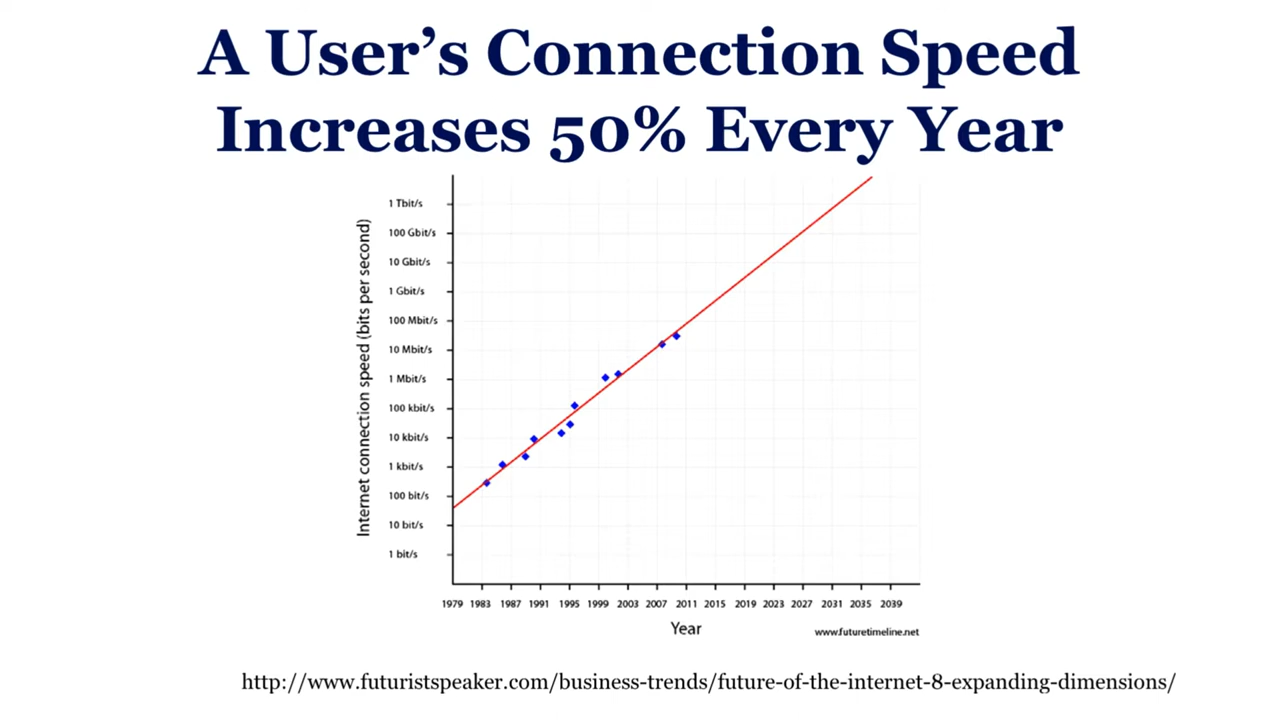 A User’s Connection Speed
Increases 50% Every Year
Internet connection speed (bits per second)
1 Tbit/s
100 Gbit/s
10 Gbit/s
1 Gbit/s
100 Mbit/s
10 Mbit/s
1 Mbit/s
100 kbit/s
10 kbit/s
1 kbit/s
100 bit/s
10 bit/s
1 bit/s
1979 1983 1987 1991 1995 1999 2003 2007 2011 2015 2019 2023 2027 2031 2035 2039
Year
www.futuretimeline.net
http://www.futuristspeaker.com/business-trends/future-of-the-internet-8-expanding-dimensions/